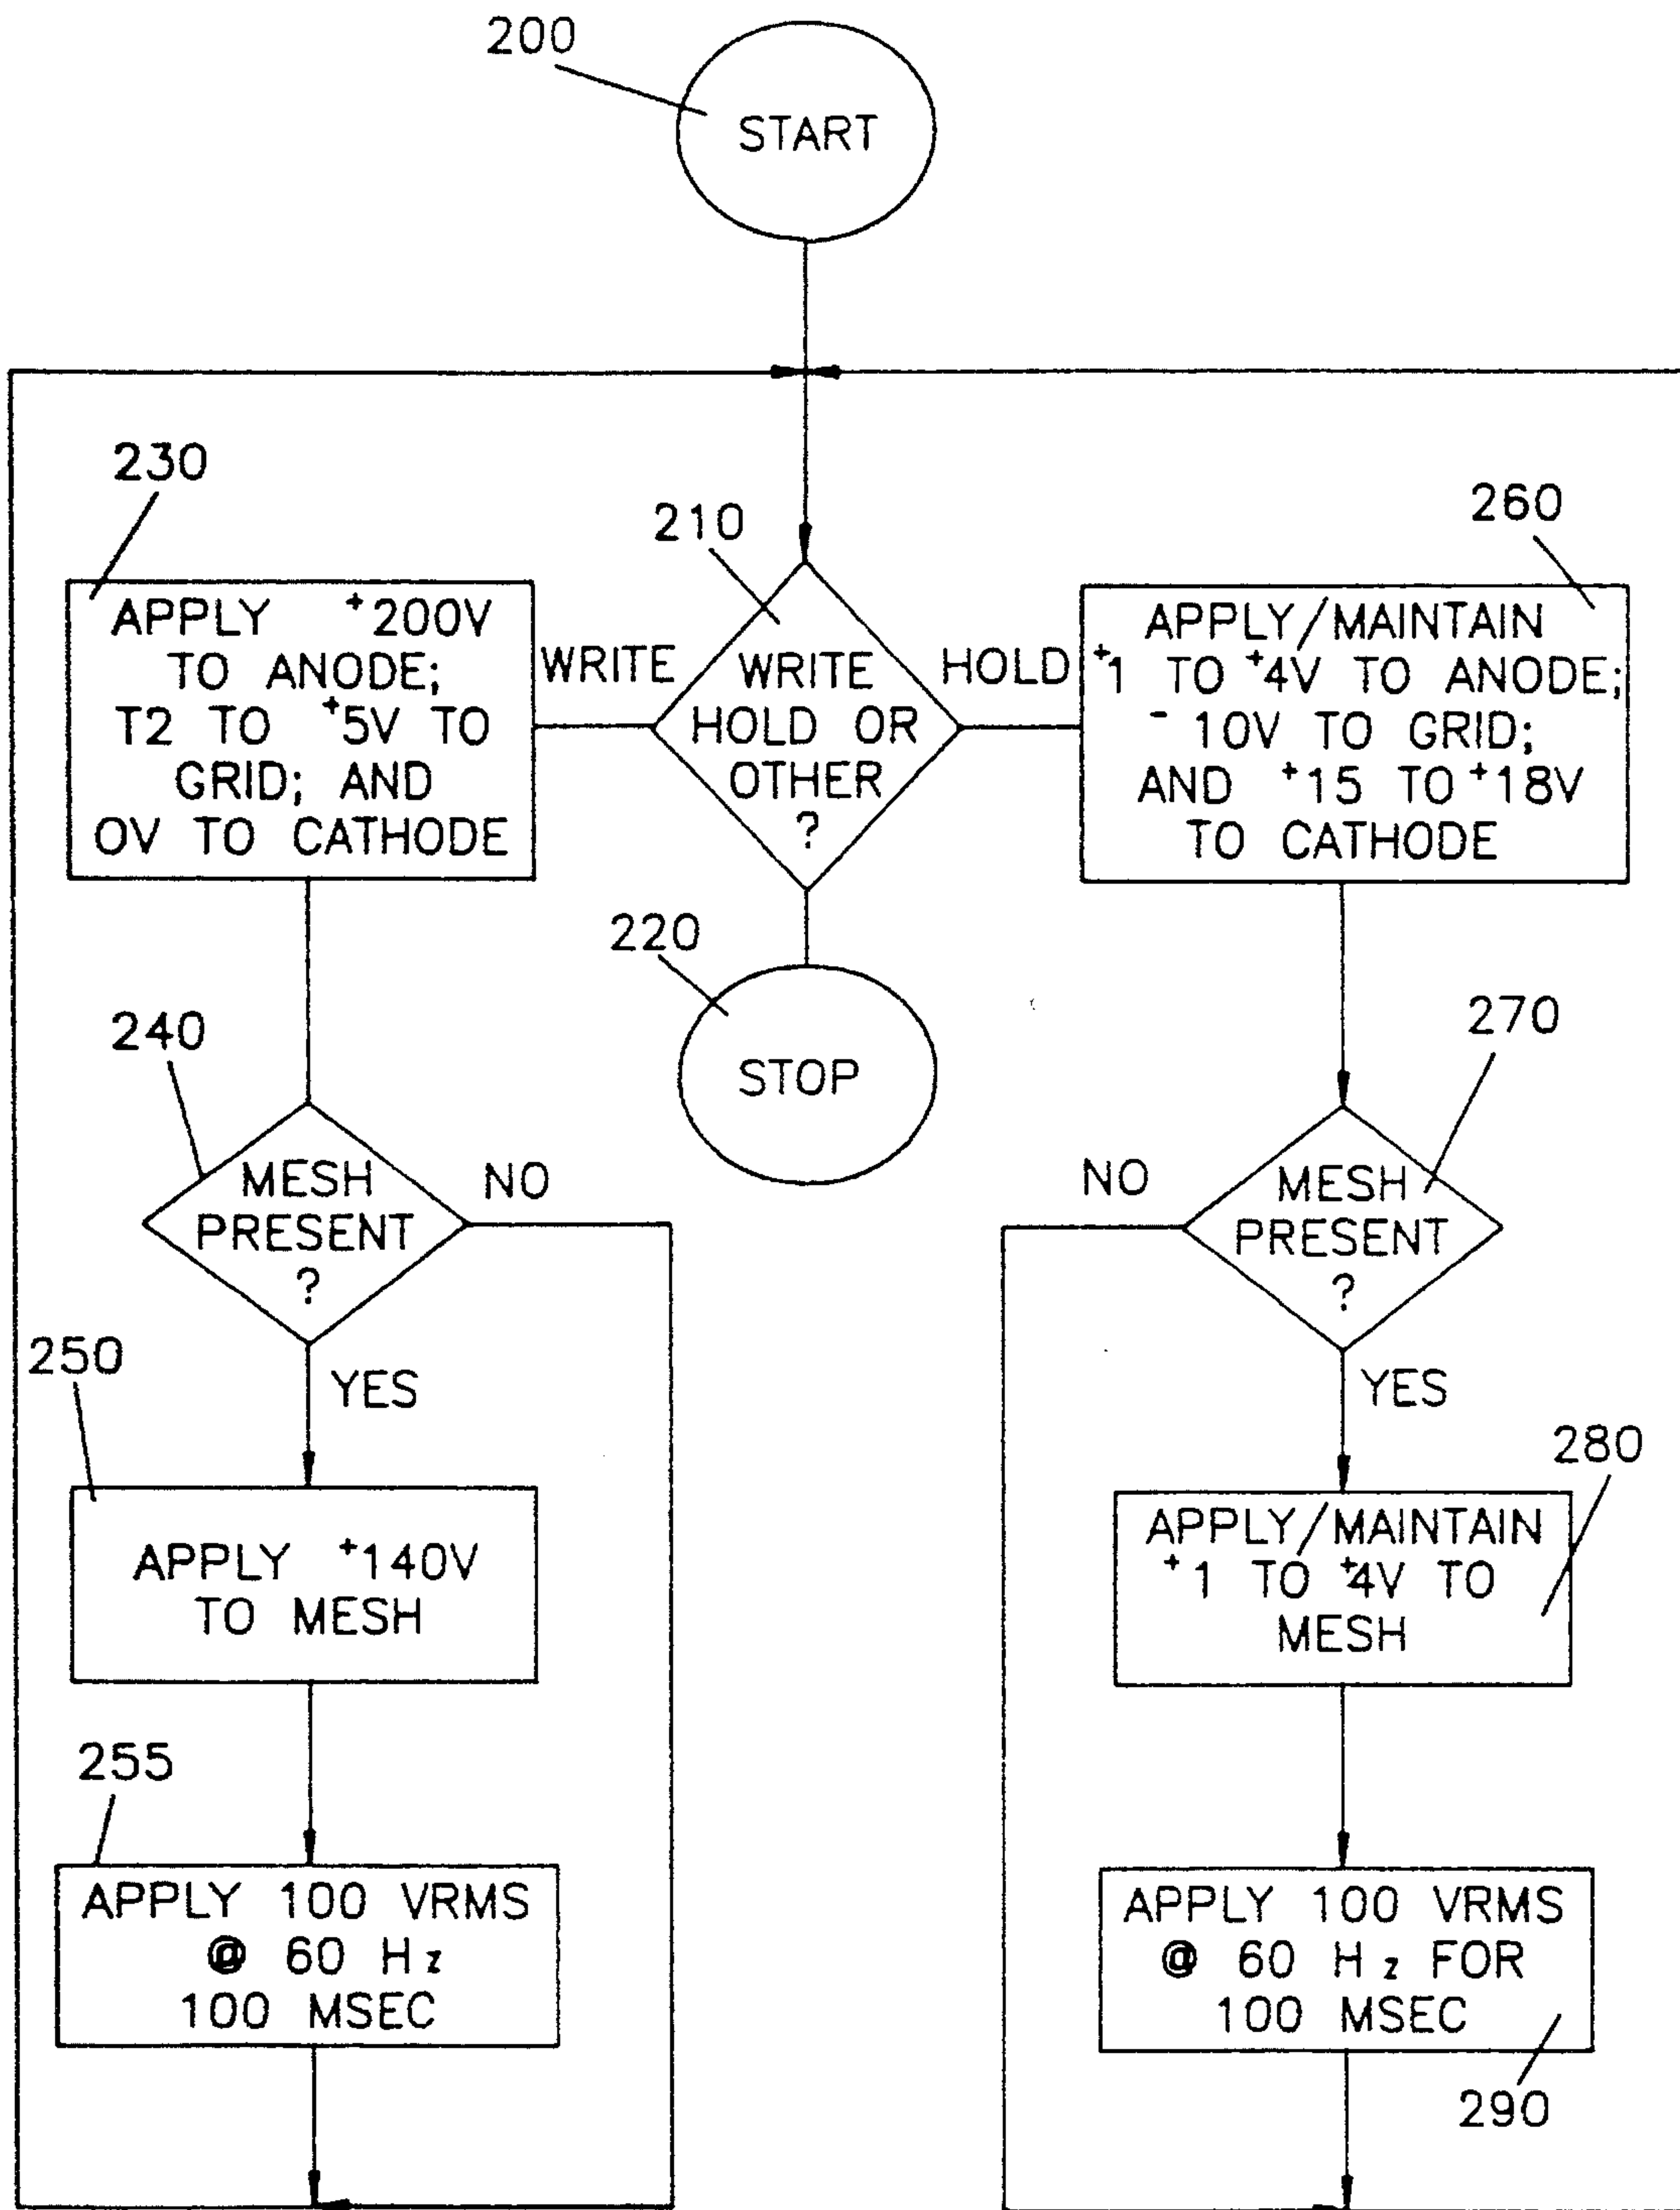 200
START
230
210
260
APPLY +200V
TO ANODE;
T2 TO +5V TO
GRID; AND
0V TO CATHODE
WRITE
WRITE
HOLD OR
OTHER
?
HOLD
APPLY/MAINTAIN
+1 TO +4V TO ANODE;
- 10V TO GRID;
AND +15 TO +18V
TO CATHODE
220
STOP
240
MESH
PRESENT
?
NO
270
NO
MESH
PRESENT
?
250
YES
YES
280
APPLY +140V
TO MESH
APPLY/MAINTAIN
+1 TO +4V TO
MESH
255
APPLY 100 VRMS
@ 60 Hz
100 MSEC
APPLY 100 VRMS
@ 60 Hz FOR
100 MSEC
290